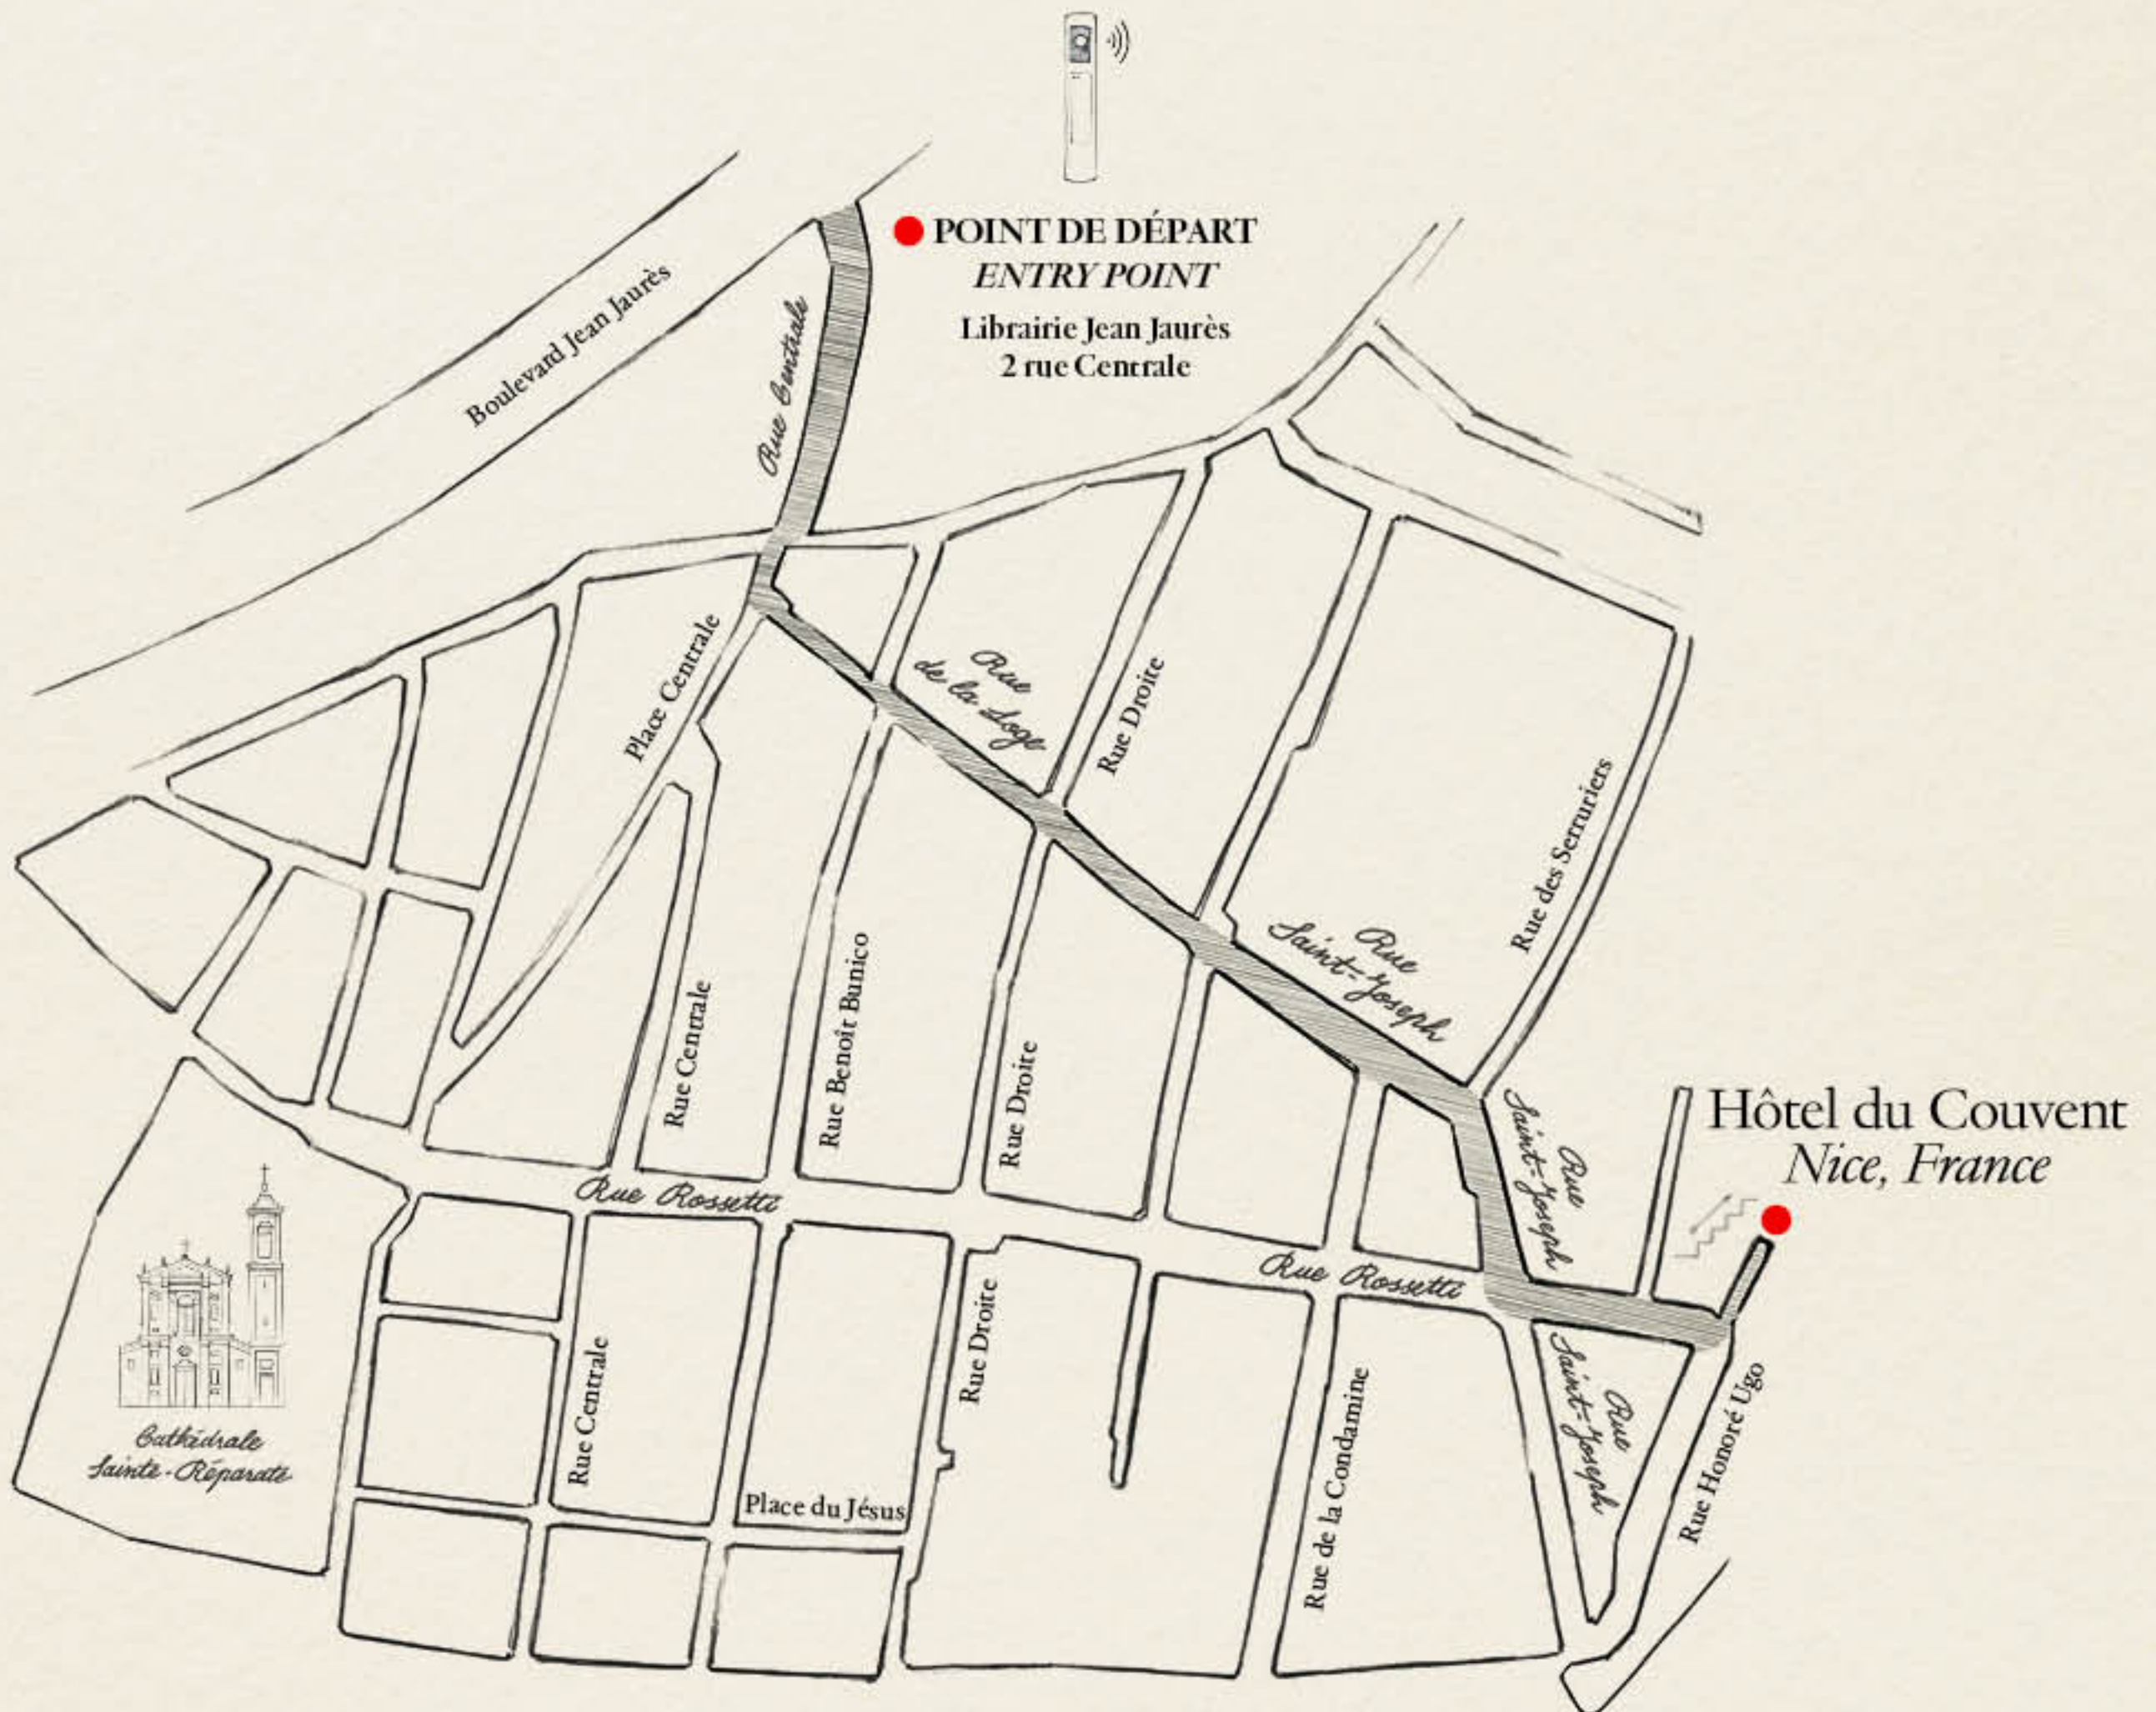 POINT DE DÉPART
ENTRY POINT
Librairie Jean Jaurès
2 rue Centrale
Boulevard Jean Jaurès
Rue Centrale
Place Centrale
Rue
de la Loge
Rue Droite
Rue des Serruriers
Rue
Saint-Joseph
Rue Centrale
Rue Benoît Bunico
Rue Droite
Rue
Saint-Joseph
Hôtel du Couvent
Nice, France
Rue Rossetti
Rue Rossetti
Cathédrale
Sainte-Réparate
Rue Centrale
Place du Jésus
Rue Droite
Rue de la Condamine
Rue
Saint-Joseph
Rue Honoré Ugo